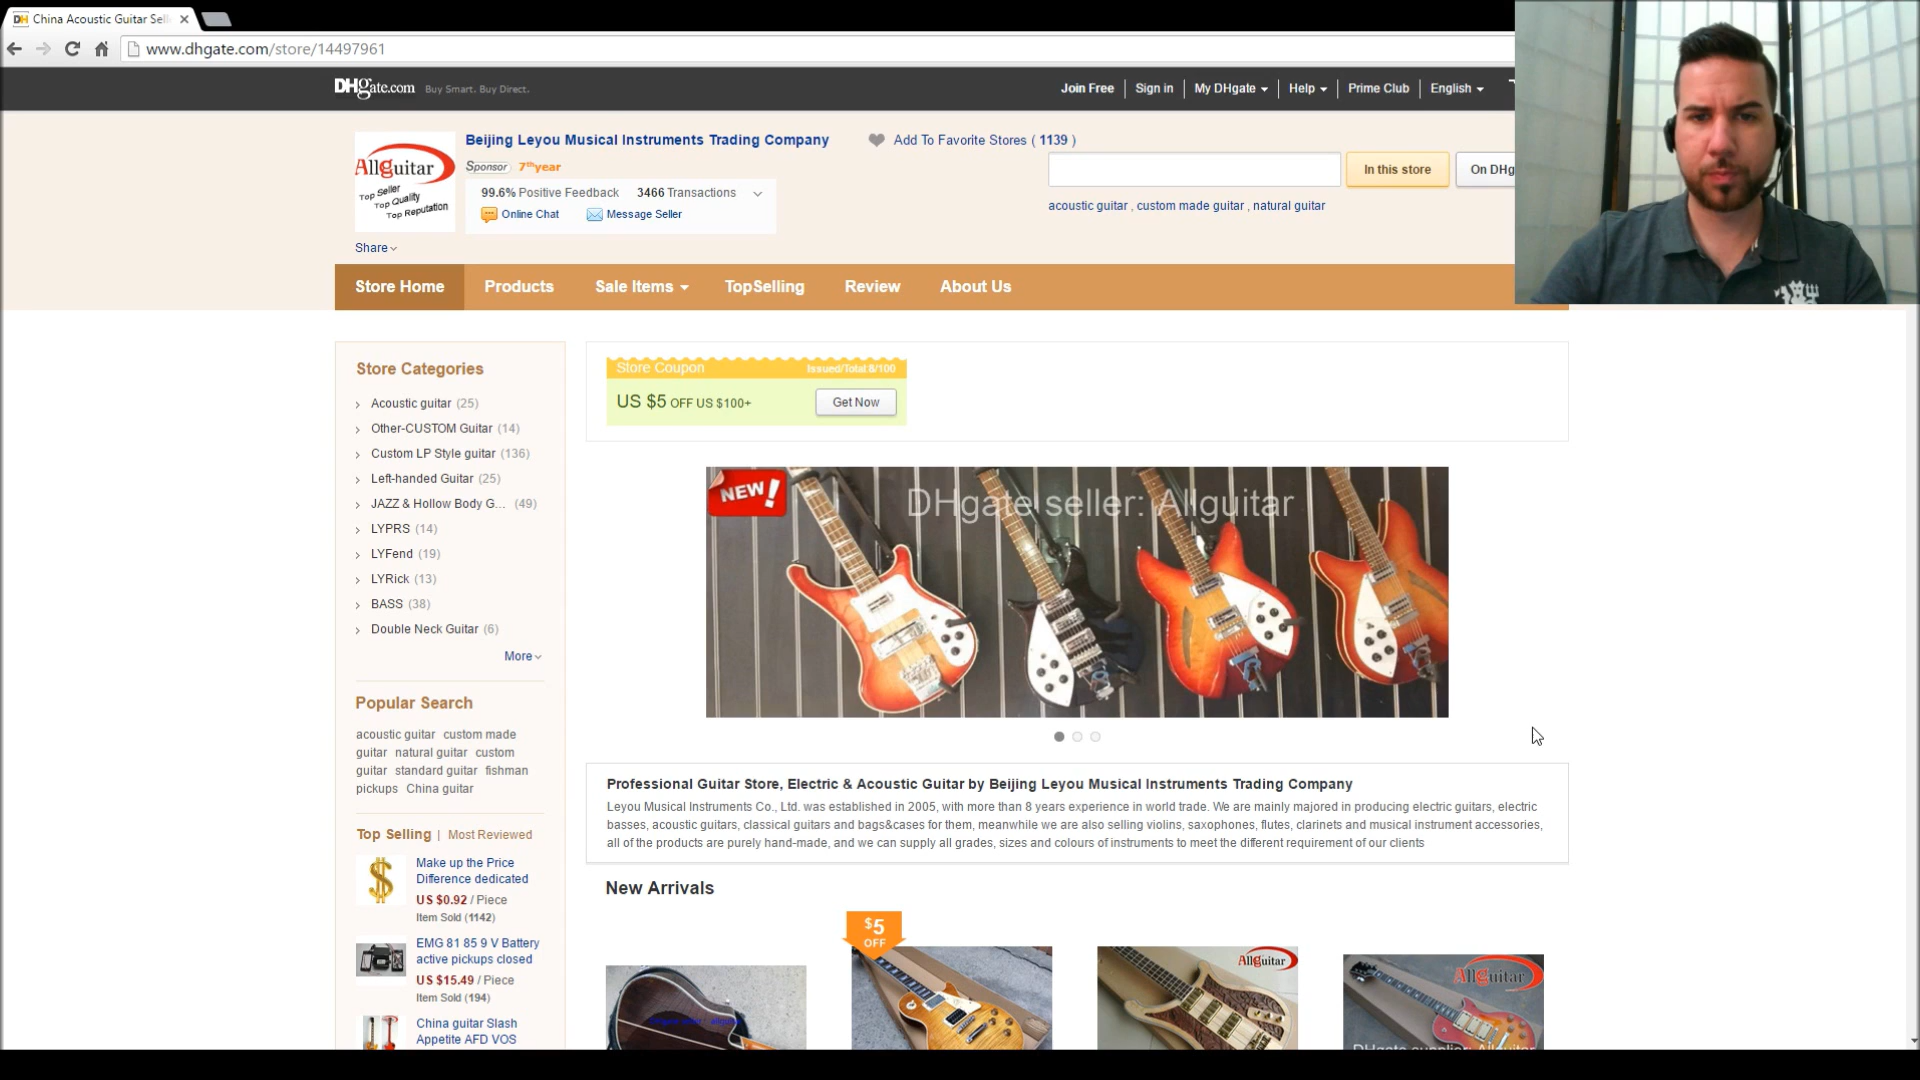 China Acoustic Guitar Sell
www.dhgate.com/store/14497961
DHgate.com Buy Smart. Buy Direct.
Join Free Sign in My DHgate Help Prime Club English
Allguitar
Top Seller
Top Quality
Top Reputation
Beijing Leyou Musical Instruments Trading Company
Add To Favorite Stores ( 1139 )
Sponsor 7th year
99.6% Positive Feedback 3466 Transactions
Online Chat Message Seller
In this store On DHg
acoustic guitar , custom made guitar , natural guitar
Share
Store Home Products Sale Items TopSelling Review About Us
Store Categories
Acoustic guitar (25)
Other-CUSTOM Guitar (14)
Custom LP Style guitar (136)
Left-handed Guitar (25)
JAZZ & Hollow Body G... (49)
LYPRS (14)
LYFend (19)
LYRick (13)
BASS (38)
Double Neck Guitar (6)
More
Popular Search
acoustic guitar custom made
guitar natural guitar custom
guitar standard guitar fishman
pickups China guitar
Top Selling | Most Reviewed
Make up the Price
Difference dedicated
US $0.92 / Piece
Item Sold (1142)
EMG 81 85 9 V Battery
active pickups closed
US $15.49 / Piece
Item Sold (194)
China guitar Slash
Appetite AFD VOS
Store Coupon Issued/Total 8/100
US $5 OFF US $100+ Get Now
NEW!
DHgate seller: Allguitar
Professional Guitar Store, Electric & Acoustic Guitar by Beijing Leyou Musical Instruments Trading Company
Leyou Musical Instruments Co., Ltd. was established in 2005, with more than 8 years experience in world trade. We are mainly majored in producing electric guitars, electric
basses, acoustic guitars, classical guitars and bags&cases for them, meanwhile we are also selling violins, saxophones, flutes, clarinets and musical instrument accessories,
all of the products are purely hand-made, and we can supply all grades, sizes and colours of instruments to meet the different requirement of our clients
New Arrivals
$5
OFF
DHgate seller: allguitar
Allguitar
Allguitar
DHgate supplier: Allguitar